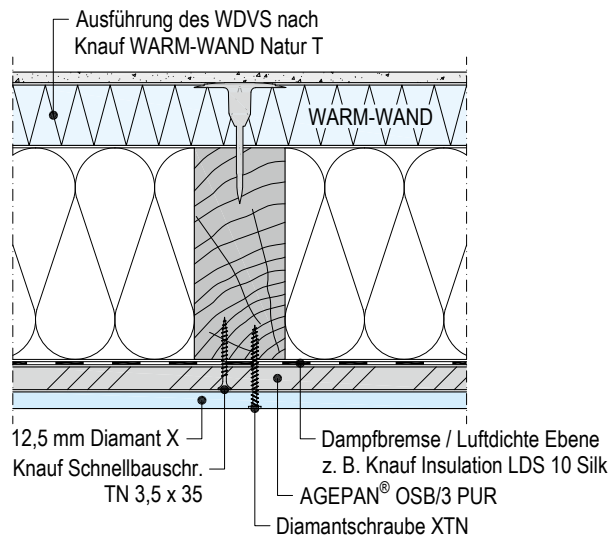 Ausführung des WDVS nach
Knauf WARM-WAND Natur T
WARM-WAND
12,5 mm Diamant X
Knauf Schnellbauschr.
TN 3,5 x 35
Dampfbremse / Luftdichte Ebene
z. B. Knauf Insulation LDS 10 Silk
AGEPAN® OSB/3 PUR
Diamantschraube XTN